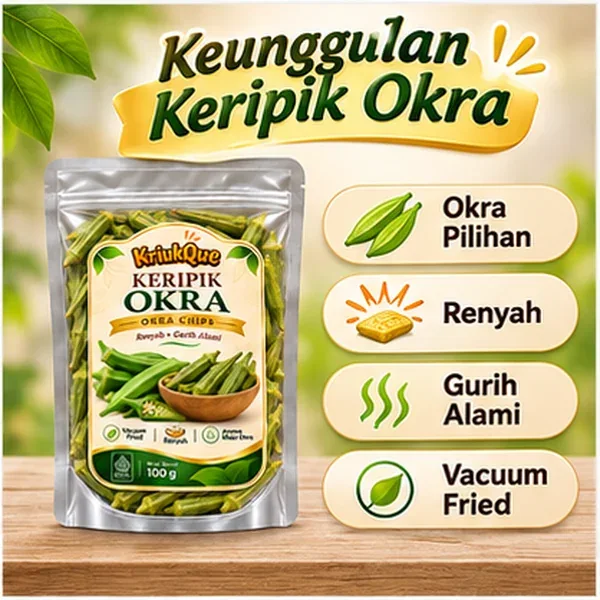 Keunggulan
Keripik Okra
KriukQue
KERIPIK
OKRA
OKRA CHIPS
Renyah • Gurih Alami
Vacuum
Fried
Renyah
100 g
Okra
Pilihan
Renyah
Gurih
Alami
Vacuum
Fried